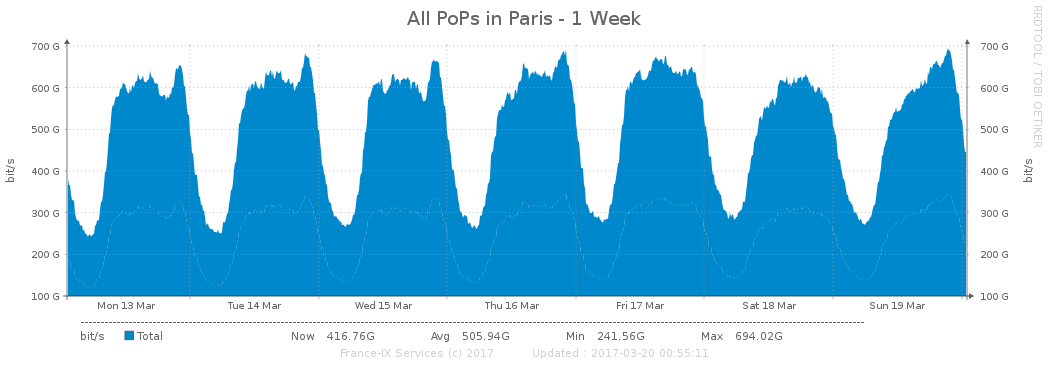 All PoPs in Paris - 1 Week
RRDTOOL / TOBI OETIKER
700 G 700 G
600 G 600 G
500 G 500 G
400 G 400 G
300 G 300 G
200 G 200 G
100 G 100 G
bit/s bit/s
Mon 13 Mar Tue 14 Mar Wed 15 Mar Thu 16 Mar Fri 17 Mar Sat 18 Mar Sun 19 Mar
bit/s Total Now 416.76G Avg 505.94G Min 241.56G Max 694.02G
France-IX Services (c) 2017 Updated : 2017-03-20 00:55:11